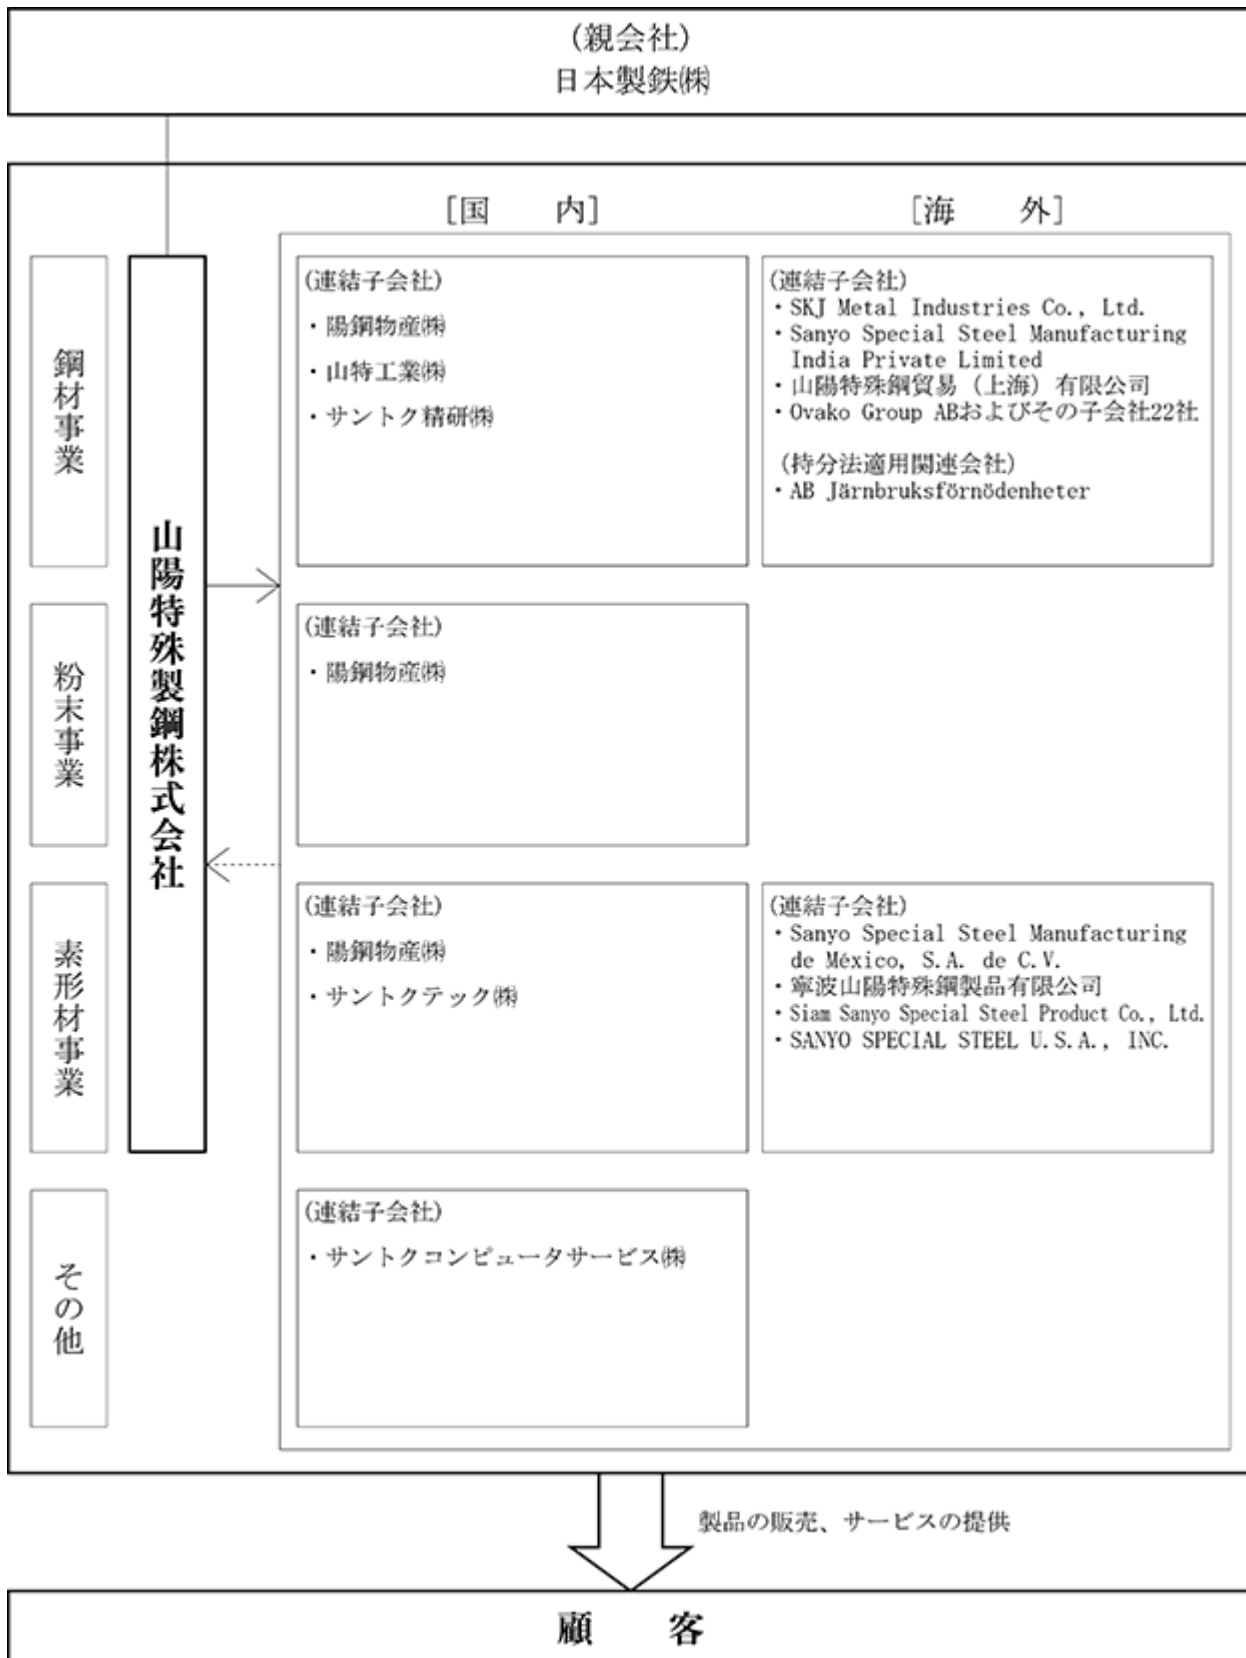 (親会社)
日本製鉄㈱
[国　　内]
[海　　外]
鋼材事業
山陽特殊製鋼株式会社
(連結子会社)
・陽鋼物産㈱
・山特工業㈱
・サントク精研㈱
(連結子会社)
・SKJ Metal Industries Co., Ltd.
・Sanyo Special Steel Manufacturing
India Private Limited
・山陽特殊鋼貿易（上海）有限公司
・Ovako Group ABおよびその子会社22社
(持分法適用関連会社)
・AB Järnbruksförnödenheter
粉末事業
(連結子会社)
・陽鋼物産㈱
素形材事業
(連結子会社)
・陽鋼物産㈱
・サントクテック㈱
(連結子会社)
・Sanyo Special Steel Manufacturing
de México, S.A. de C.V.
・寧波山陽特殊鋼製品有限公司
・Siam Sanyo Special Steel Product Co., Ltd.
・SANYO SPECIAL STEEL U.S.A., INC.
その他
(連結子会社)
・サントクコンピュータサービス㈱
製品の販売、サービスの提供
顧　　客